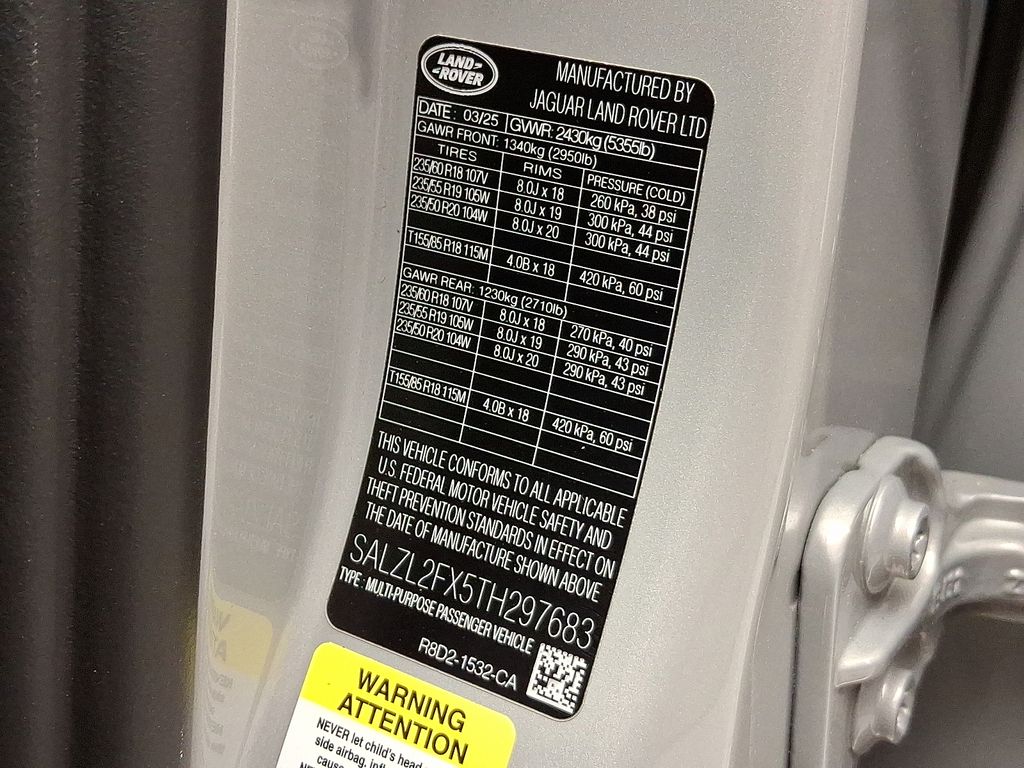 LAND-
-ROVER
MANUFACTURED BY
JAGUAR LAND ROVER LTD
DATE: 03/25 GVWR: 2430kg (5355lb)
GAWR FRONT: 1340kg (2950lb)
TIRES RIMS PRESSURE (COLD)
235/60 R18 107V 8.0J x 18 260 kPa, 38 psi
235/55 R19 105W 8.0J x 19 300 kPa, 44 psi
235/50 R20 104W 8.0J x 20 300 kPa, 44 psi
T155/85 R18 115M 4.0B x 18 420 kPa, 60 psi
GAWR REAR: 1230kg (2710lb)
235/60 R18 107V 8.0J x 18 270 kPa, 40 psi
235/55 R19 105W 8.0J x 19 290 kPa, 43 psi
235/50 R20 104W 8.0J x 20 290 kPa, 43 psi
T155/85 R18 115M 4.0B x 18 420 kPa, 60 psi
THIS VEHICLE CONFORMS TO ALL APPLICABLE
U.S. FEDERAL MOTOR VEHICLE SAFETY AND
THEFT PREVENTION STANDARDS IN EFFECT ON
THE DATE OF MANUFACTURE SHOWN ABOVE
SALZL2FX5TH297683
TYPE: MULTI-PURPOSE PASSENGER VEHICLE
R8D2-1532-CA
WARNING
ATTENTION
NEVER let child's head
side airbag, infl
cause